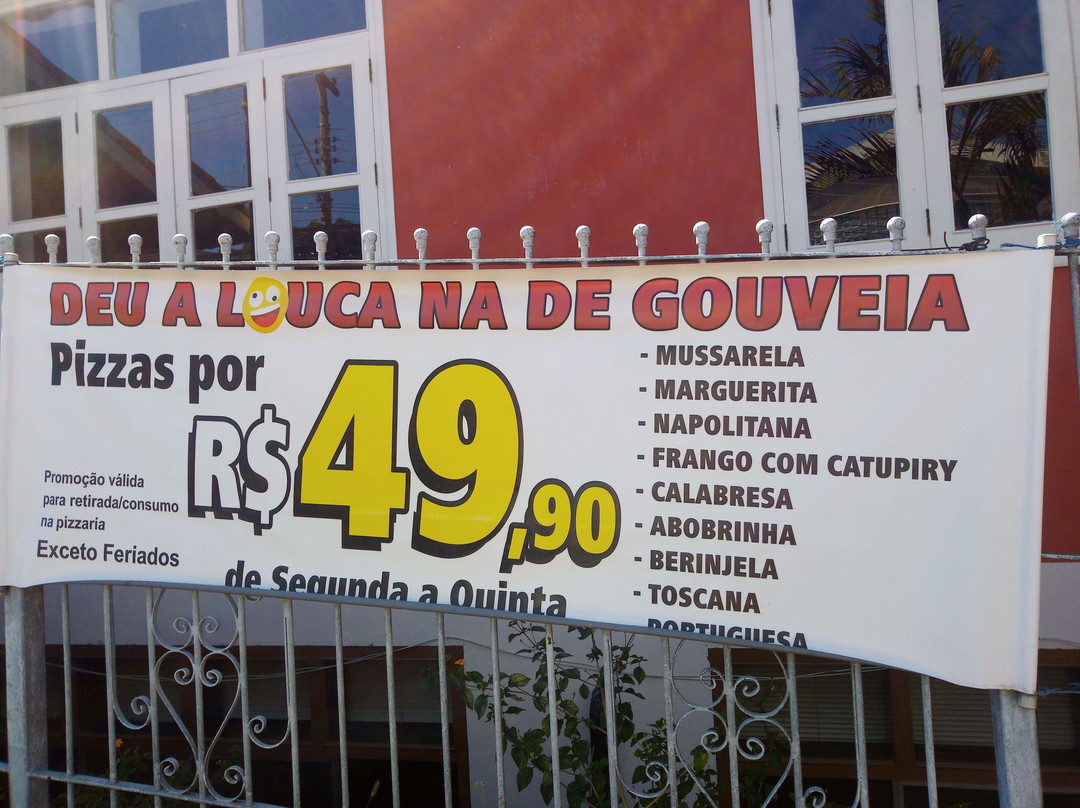 DEU A LOUCA NA DE GOUVEIA
Pizzas por
R$ 49,90
Promoção válida
para retirada/consumo
na pizzaria
Exceto Feriados
de Segunda a Quinta
- MUSSARELA
- MARGUERITA
- NAPOLITANA
- FRANGO COM CATUPIRY
- CALABRESA
- ABOBRINHA
- BERINJELA
- TOSCANA
PORTUGUESA